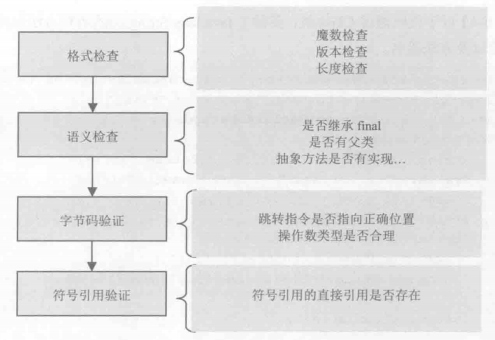 格式检查
魔数检查
版本检查
长度检查
语义检查
是否继承 final
是否有父类
抽象方法是否有实现…
字节码验证
跳转指令是否指向正确位置
操作数类型是否合理
符号引用验证
符号引用的直接引用是否存在